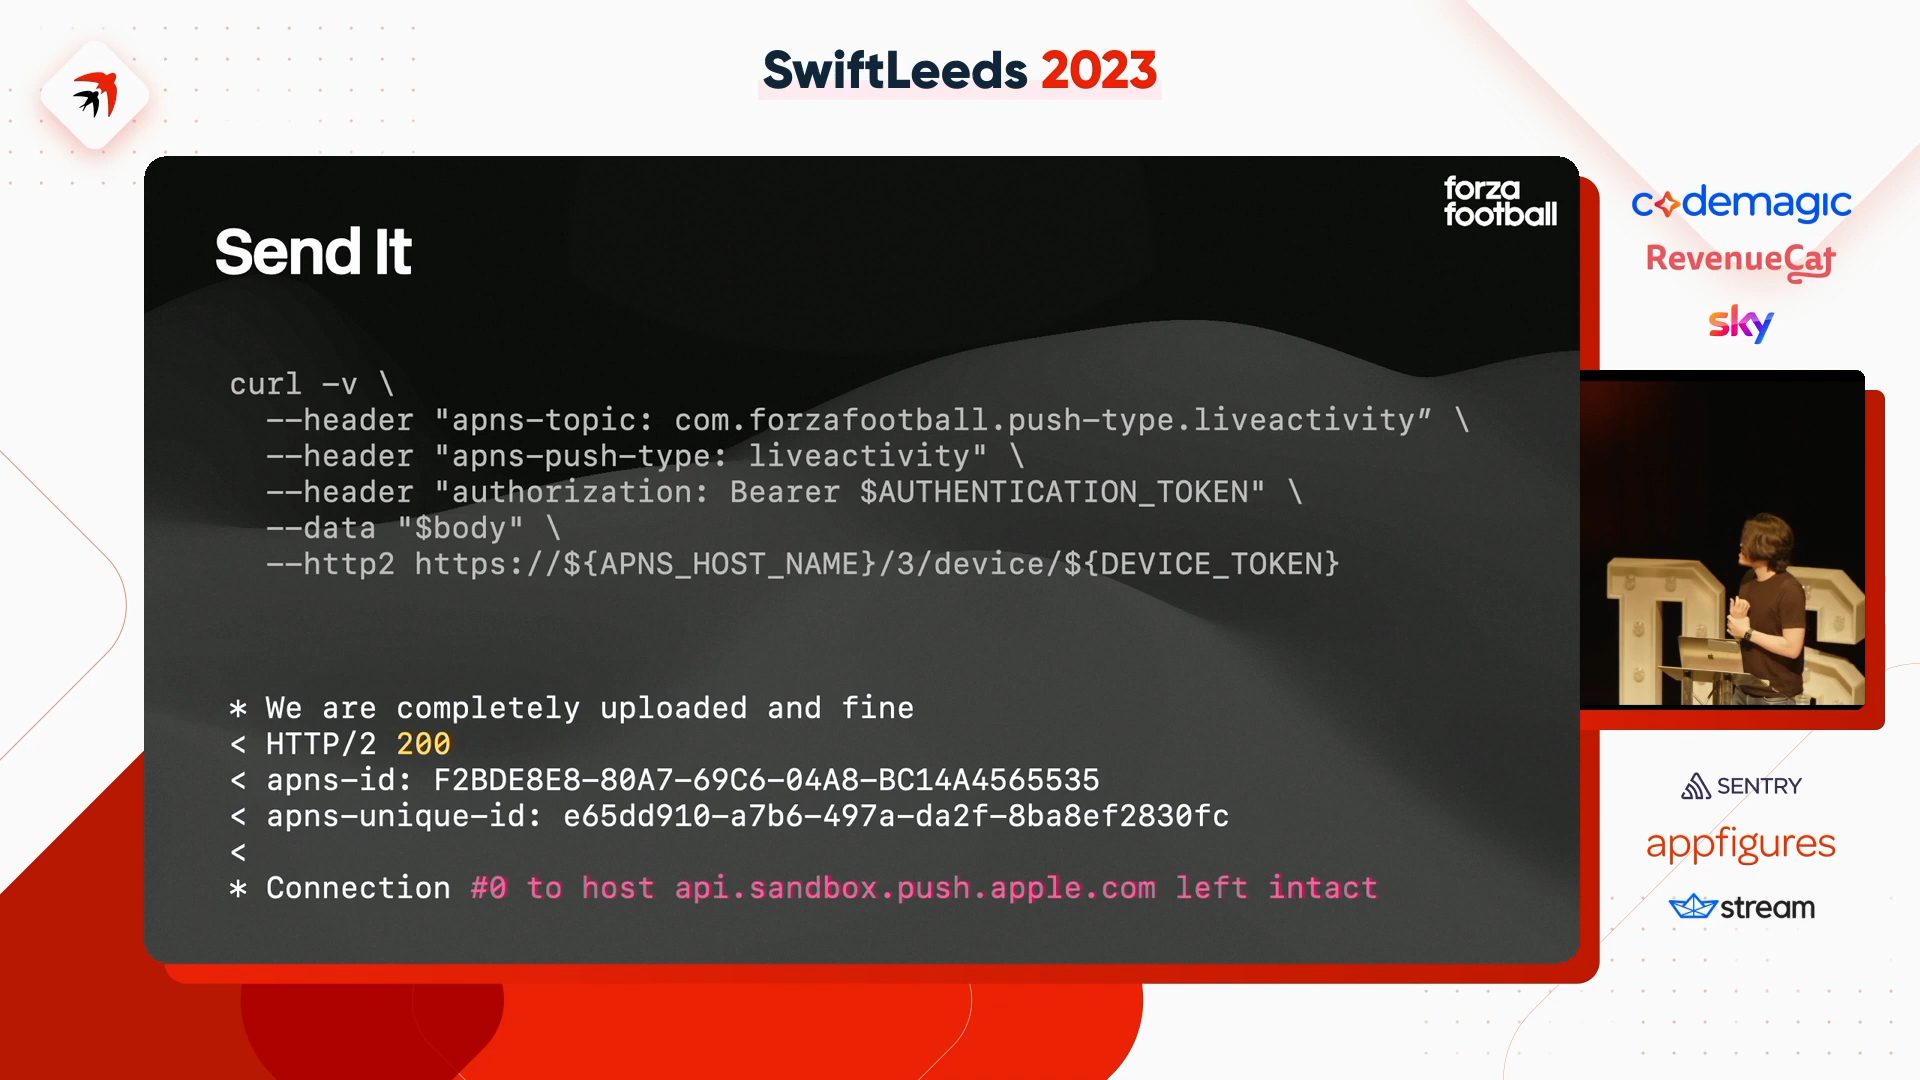 SwiftLeeds 2023
forza
football
Send It
curl -v \
--header "apns-topic: com.forzafootball.push-type.liveactivity” \
--header "apns-push-type: liveactivity" \
--header "authorization: Bearer $AUTHENTICATION_TOKEN" \
--data "$body" \
--http2 https://${APNS_HOST_NAME}/3/device/${DEVICE_TOKEN}
* We are completely uploaded and fine
< HTTP/2 200
< apns-id: F2BDE8E8-80A7-69C6-04A8-BC14A4565535
< apns-unique-id: e65dd910-a7b6-497a-da2f-8ba8ef2830fc
<
* Connection #0 to host api.sandbox.push.apple.com left intact
codemagic
RevenueCat
sky
SENTRY
appfigures
stream